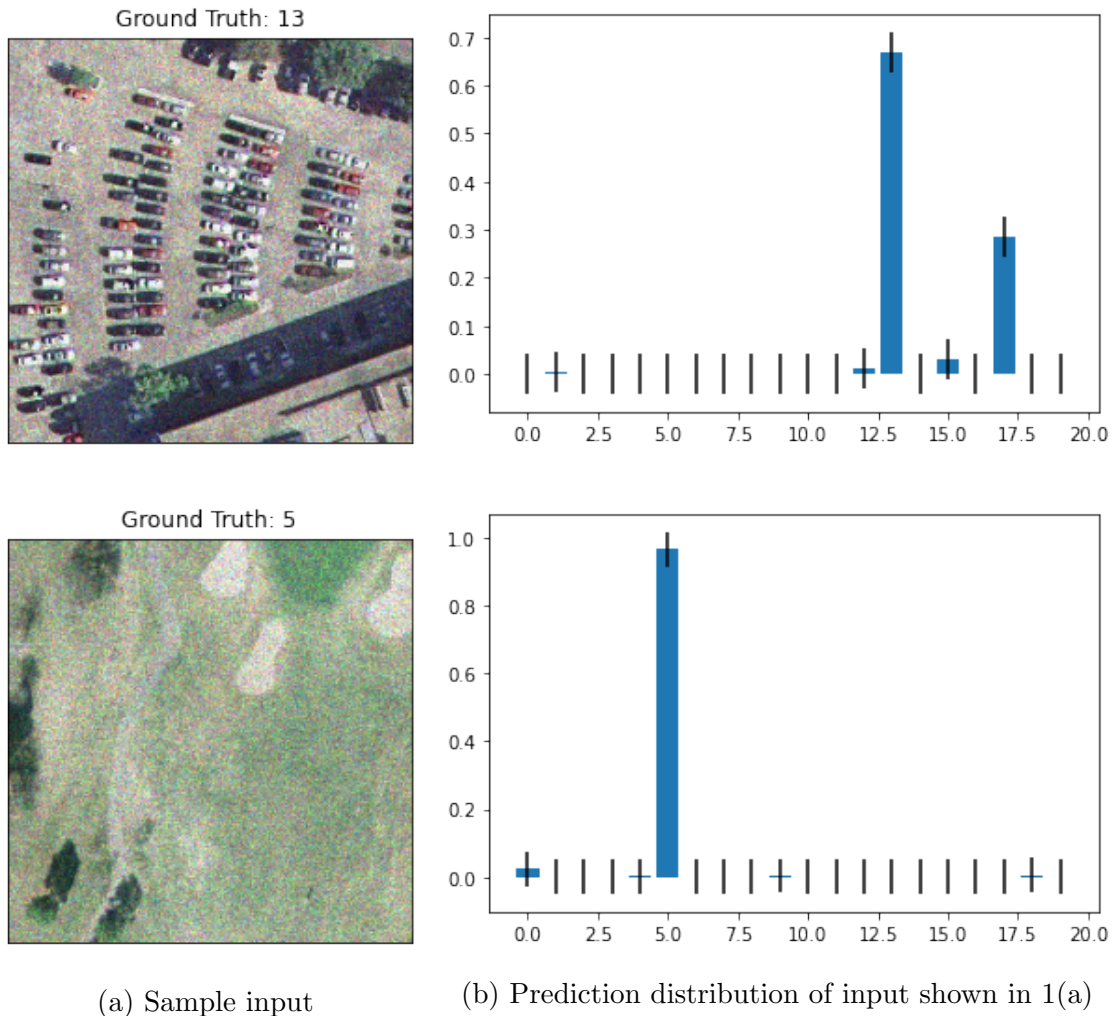 Ground Truth: 13
0.7
0.6
0.5
0.4
0.3
0.2
0.1
0.0
0.0 2.5 5.0 7.5 10.0 12.5 15.0 17.5 20.0
Ground Truth: 5
1.0
0.8
0.6
0.4
0.2
0.0
0.0 2.5 5.0 7.5 10.0 12.5 15.0 17.5 20.0
(a) Sample input
(b) Prediction distribution of input shown in 1(a)